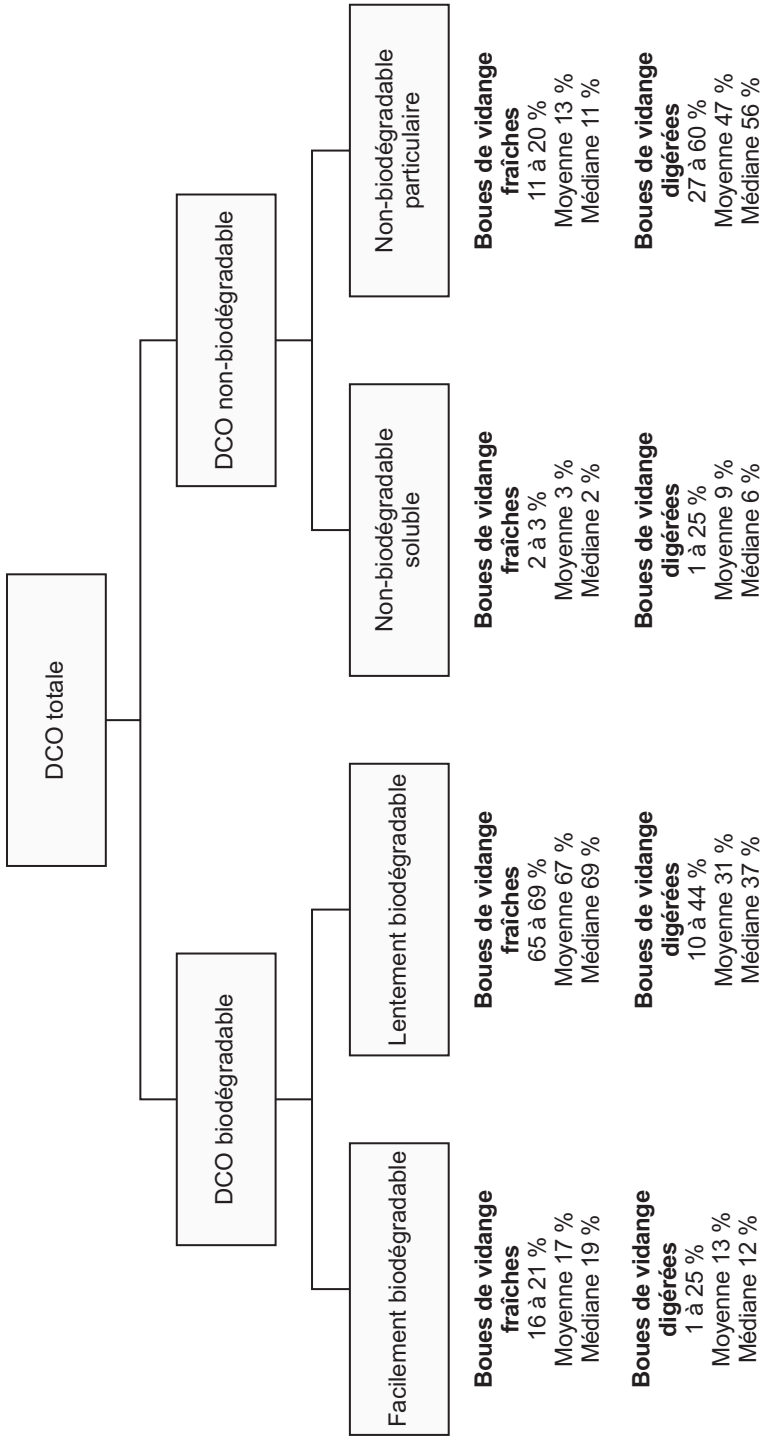 DCO totale
DCO biodégradable
DCO non-biodégradable
Facilement biodégradable
Boues de vidange
fraîches
16 à 21 %
Moyenne 17 %
Médiane 19 %
Boues de vidange
digérées
1 à 25 %
Moyenne 13 %
Médiane 12 %
Lentement biodégradable
Boues de vidange
fraîches
65 à 69 %
Moyenne 67 %
Médiane 69 %
Boues de vidange
digérées
10 à 44 %
Moyenne 31 %
Médiane 37 %
Non-biodégradable
soluble
Boues de vidange
fraîches
2 à 3 %
Moyenne 3 %
Médiane 2 %
Boues de vidange
digérées
1 à 25 %
Moyenne 9 %
Médiane 6 %
Non-biodégradable
particulaire
Boues de vidange
fraîches
11 à 20 %
Moyenne 13 %
Médiane 11 %
Boues de vidange
digérées
27 à 60 %
Moyenne 47 %
Médiane 56 %